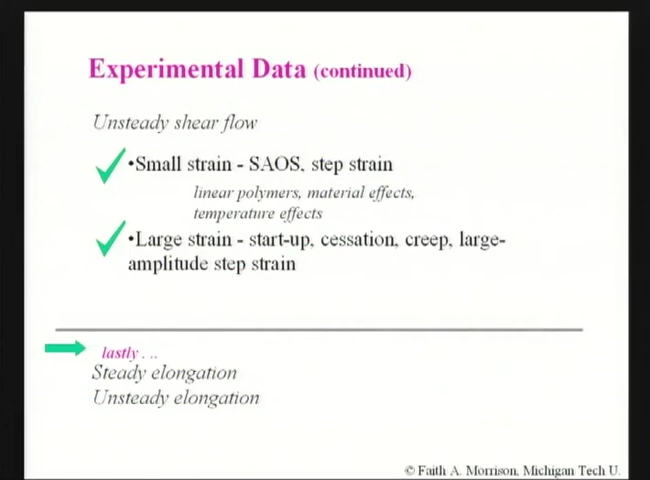 Experimental Data (continued)
Unsteady shear flow
•Small strain - SAOS, step strain
linear polymers, material effects,
temperature effects
•Large strain - start-up, cessation, creep, large-
amplitude step strain
lastly . . .
Steady elongation
Unsteady elongation
© Faith A. Morrison, Michigan Tech U.